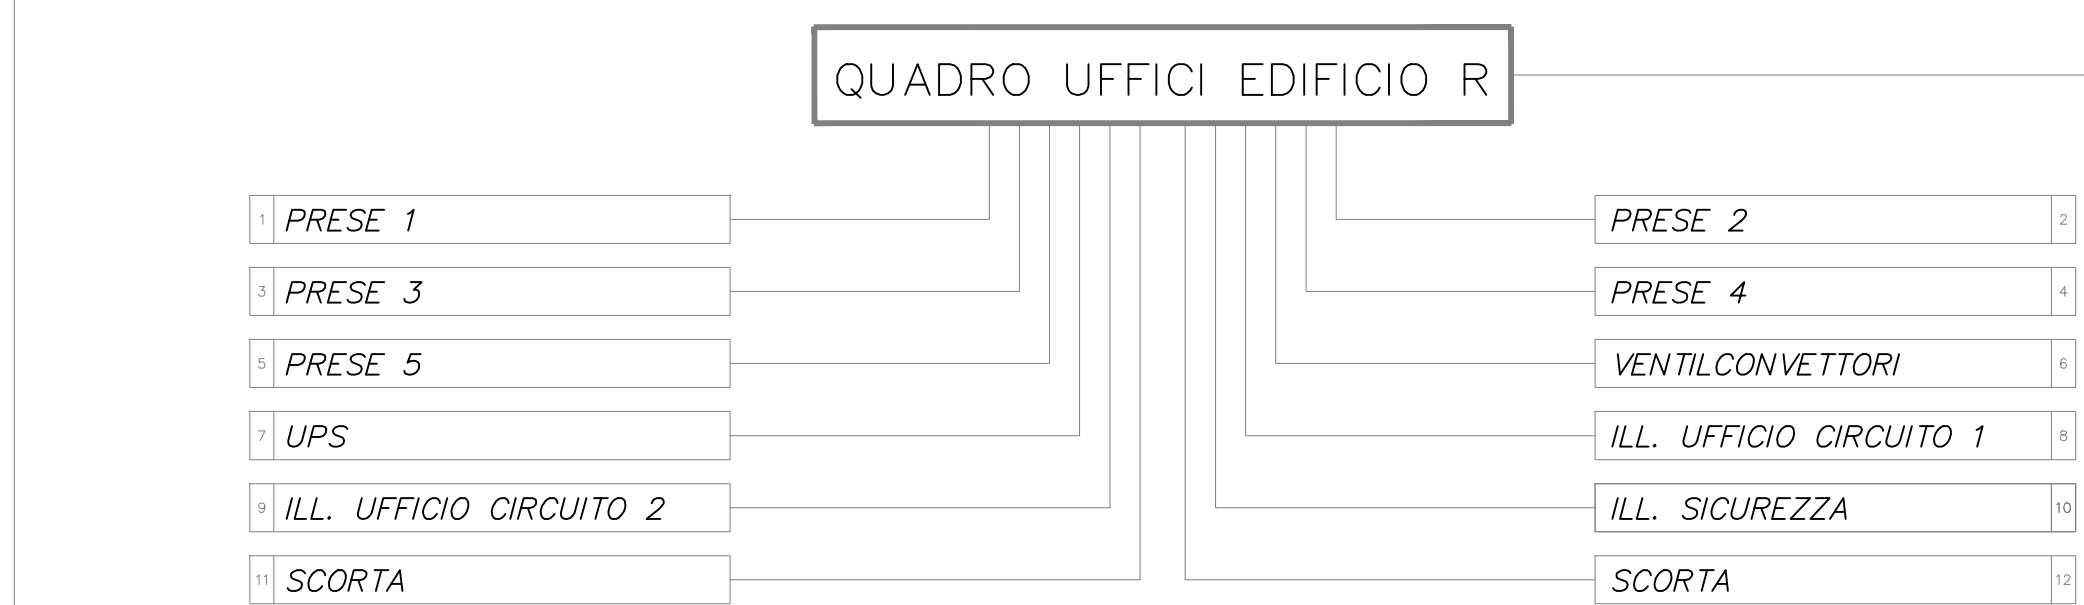 QUADRO UFFICI EDIFICIO R
1 PRESE 1
PRESE 2 2
3 PRESE 3
PRESE 4 4
5 PRESE 5
VENTILCONVETTORI 6
7 UPS
ILL. UFFICIO CIRCUITO 1 8
9 ILL. UFFICIO CIRCUITO 2
ILL. SICUREZZA 10
11 SCORTA
SCORTA 12